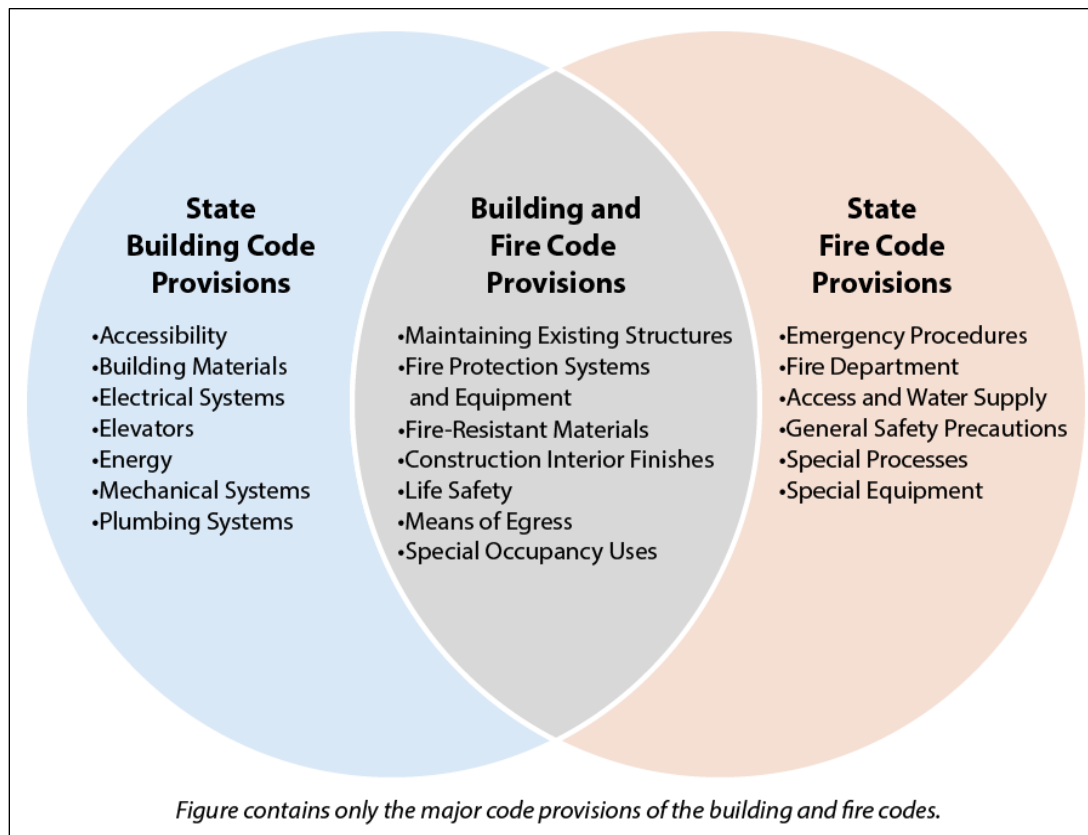 State
Building Code
Provisions
•Accessibility
•Building Materials
•Electrical Systems
•Elevators
•Energy
•Mechanical Systems
•Plumbing Systems
Building and
Fire Code
Provisions
•Maintaining Existing Structures
•Fire Protection Systems
and Equipment
•Fire-Resistant Materials
•Construction Interior Finishes
•Life Safety
•Means of Egress
•Special Occupancy Uses
State
Fire Code
Provisions
•Emergency Procedures
•Fire Department
•Access and Water Supply
•General Safety Precautions
•Special Processes
•Special Equipment
Figure contains only the major code provisions of the building and fire codes.